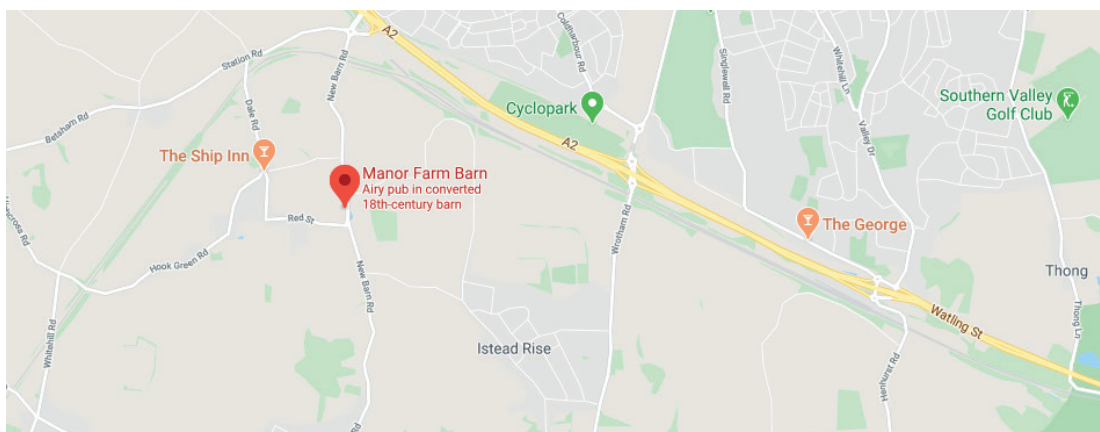 A2
Coldharbour Rd
Station Rd
New Barn Rd
Singlewell Rd
Whitehill Ln
Cyclopark
Southern Valley
Golf Club
Betsham Rd
Dale Rd
A2
Valley Dr
The Ship Inn
Manor Farm Barn
Airy pub in converted
18th-century barn
Red St
The George
Wrotham Rd
Hook Green Rd
New Barn Rd
Thong
Watling St
Thong Ln
Whitehill Rd
Istead Rise
Henhurst Rd